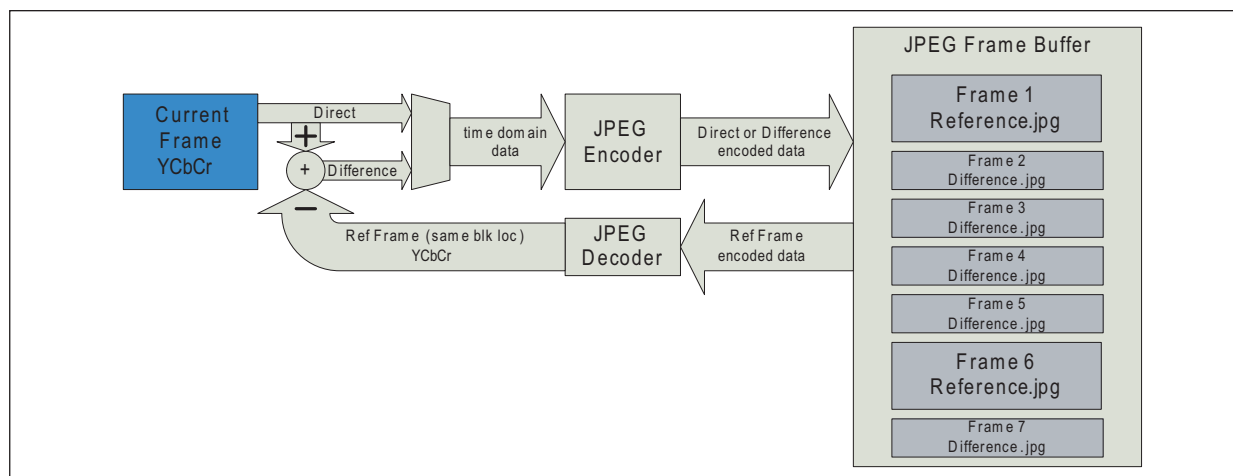 JPEG Frame Buffer
Current
Frame
YCbCr
Direct
+
+
Difference
−
time domain
data
JPEG
Encoder
Direct or Difference
encoded data
Ref Frame (same blk loc)
YCbCr
JPEG
Decoder
Ref Frame
encoded data
Frame 1
Reference.jpg
Frame 2
Difference.jpg
Frame 3
Difference.jpg
Frame 4
Difference.jpg
Frame 5
Difference.jpg
Frame 6
Reference.jpg
Frame 7
Difference.jpg